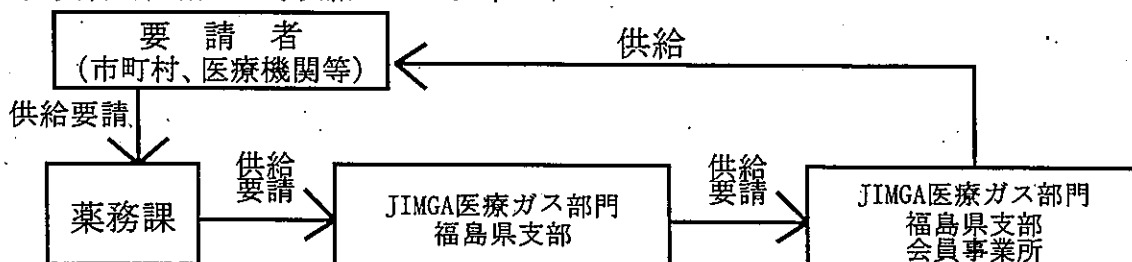 要請者
(市町村、医療機関等)
供給
供給要請
供給
要請
供給
要請
薬務課
JIMGA医療ガス部門
福島県支部
JIMGA医療ガス部門
福島県支部
会員事業所